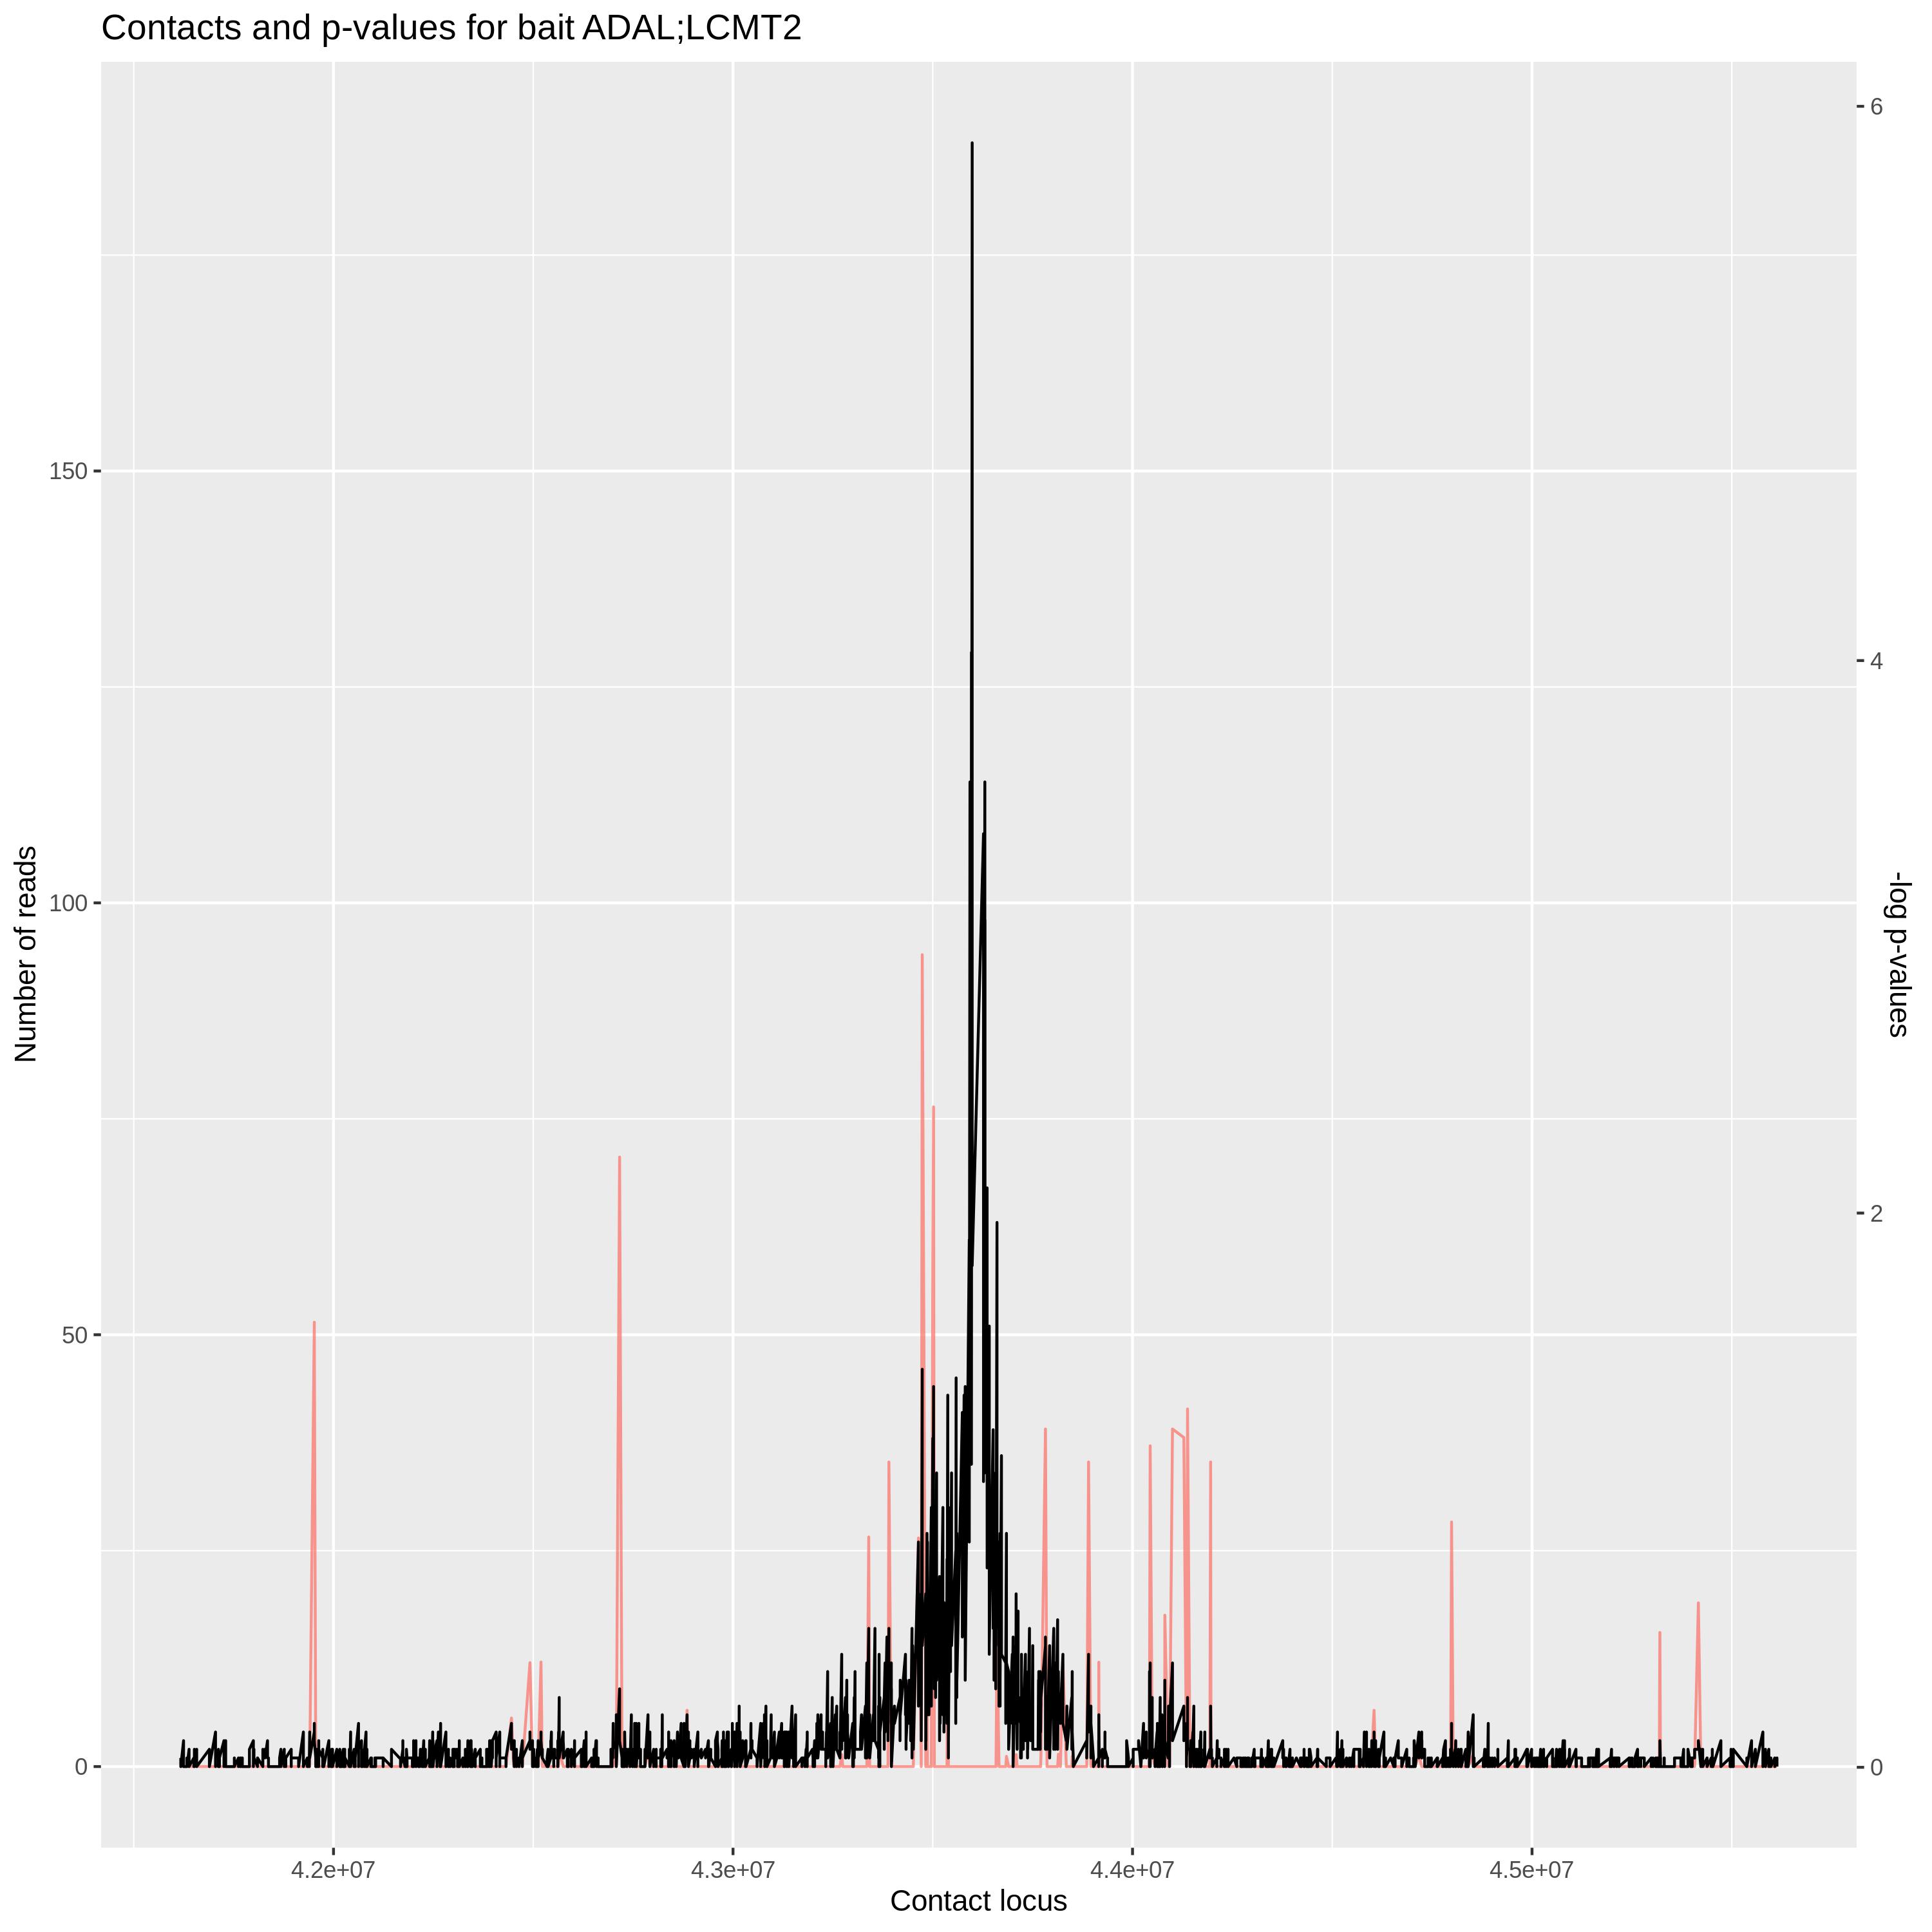 Contacts and p-values for bait ADAL;LCMT2
6
150
4
100
Number of reads
-log p-values
2
50
0
0
4.2e+07
4.3e+07
4.4e+07
4.5e+07
Contact locus